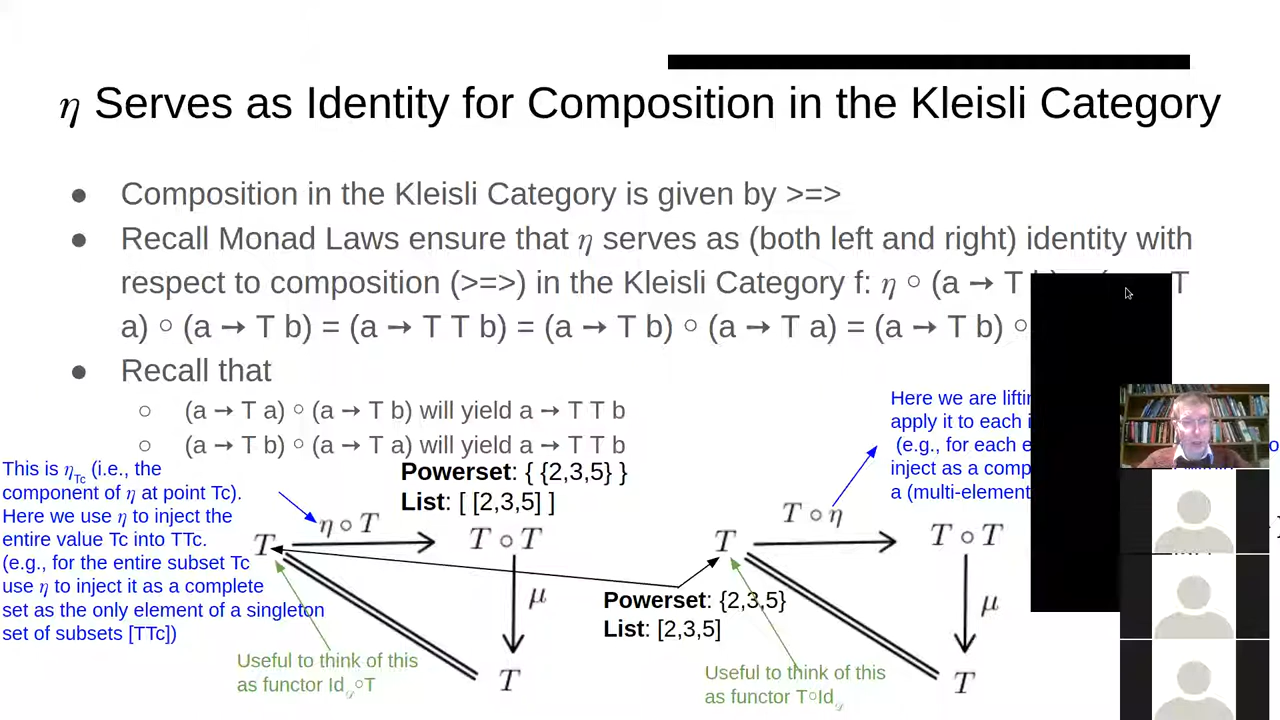 η Serves as Identity for Composition in the Kleisli Category
● Composition in the Kleisli Category is given by >=>
● Recall Monad Laws ensure that η serves as (both left and right) identity with
respect to composition (>=>) in the Kleisli Category f: η ○ (a → T
T
a) ○ (a → T b) = (a → T T b) = (a → T b) ○ (a → T a) = (a → T b) ○
● Recall that
○ (a → T a) ○ (a → T b) will yield a → T T b
○ (a → T b) ○ (a → T a) will yield a → T T b
This is η_Tc (i.e., the
component of η at point Tc).
Here we use η to inject the
entire value Tc into TTc.
(e.g., for the entire subset Tc
use η to inject it as a complete
set as the only element of a singleton
set of subsets [TTc])
Powerset: { {2,3,5} }
List: [ [2,3,5] ]
T
η ∘ T
T ∘ T
μ
T
Useful to think of this
as functor Id ○T
Powerset: {2,3,5}
List: [2,3,5]
Here we are
apply it to each
(e.g., for each
inject as a
a (multi-element
T
T ∘ η
T ∘ T
μ
T
Useful to think of this
as functor T○Id